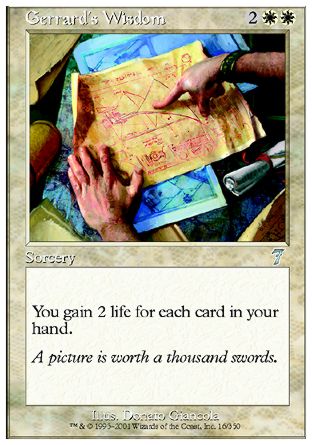 Gerrard's Wisdom 2
Sorcery 7
You gain 2 life for each card in your
hand.
A picture is worth a thousand swords.
Illus. Donato Giancola
™ & © 1993-2001 Wizards of the Coast, Inc. 16/350